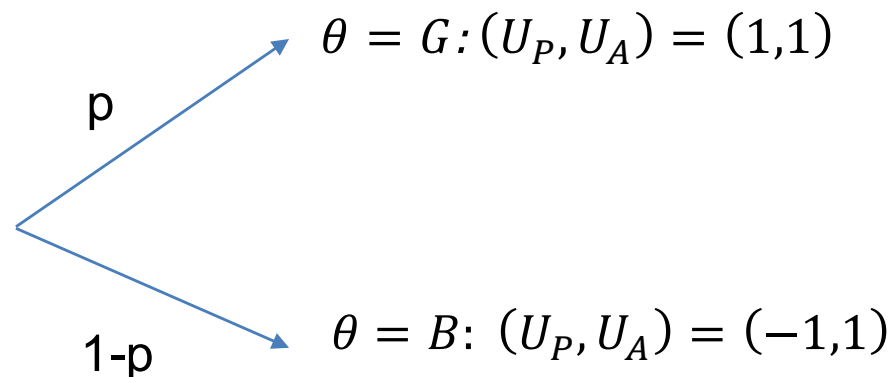 θ = G: (U_P, U_A) = (1,1)
p
1-p
θ = B: (U_P, U_A) = (−1,1)